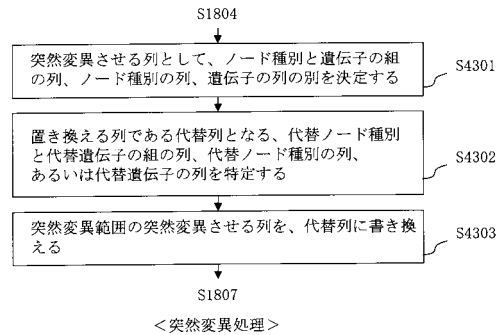 S1804
突然変異させる列として、ノード種別と遺伝子の組
の列、ノード種別の列、遺伝子の列の別を決定する
S4301
置き換える列である代替列となる、代替ノード種別
と代替遺伝子の組の列、代替ノード種別の列、
あるいは代替遺伝子の列を特定する
S4302
突然変異範囲の突然変異させる列を、代替列に書き換
える
S4303
S1807
＜突然変異処理＞